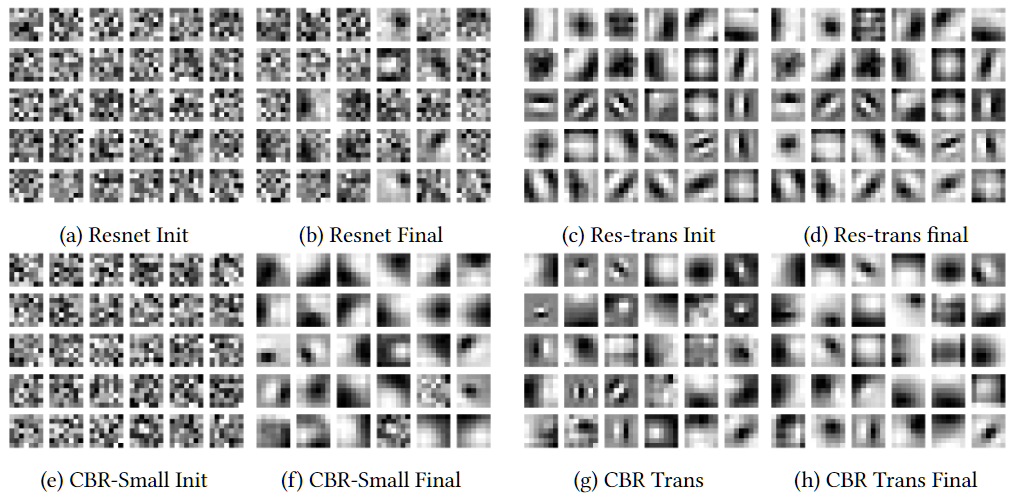 (a) Resnet Init
(b) Resnet Final
(c) Res-trans Init
(d) Res-trans final
(e) CBR-Small Init
(f) CBR-Small Final
(g) CBR Trans
(h) CBR Trans Final